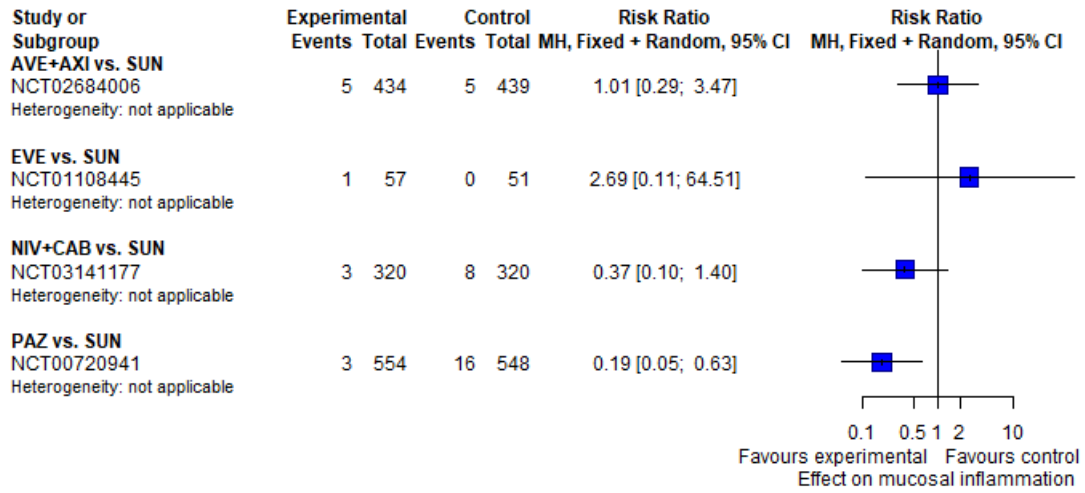 Study or Experimental Control Risk Ratio Risk Ratio
Subgroup Events Total Events Total MH, Fixed + Random, 95% CI MH, Fixed + Random, 95% CI
AVE+AXI vs. SUN
NCT02684006 5 434 5 439 1.01 [0.29; 3.47]
Heterogeneity: not applicable
EVE vs. SUN
NCT01108445 1 57 0 51 2.69 [0.11; 64.51]
Heterogeneity: not applicable
NIV+CAB vs. SUN
NCT03141177 3 320 8 320 0.37 [0.10; 1.40]
Heterogeneity: not applicable
PAZ vs. SUN
NCT00720941 3 554 16 548 0.19 [0.05; 0.63]
Heterogeneity: not applicable
0.1 0.5 1 2 10
Favours experimental Favours control
Effect on mucosal inflammation